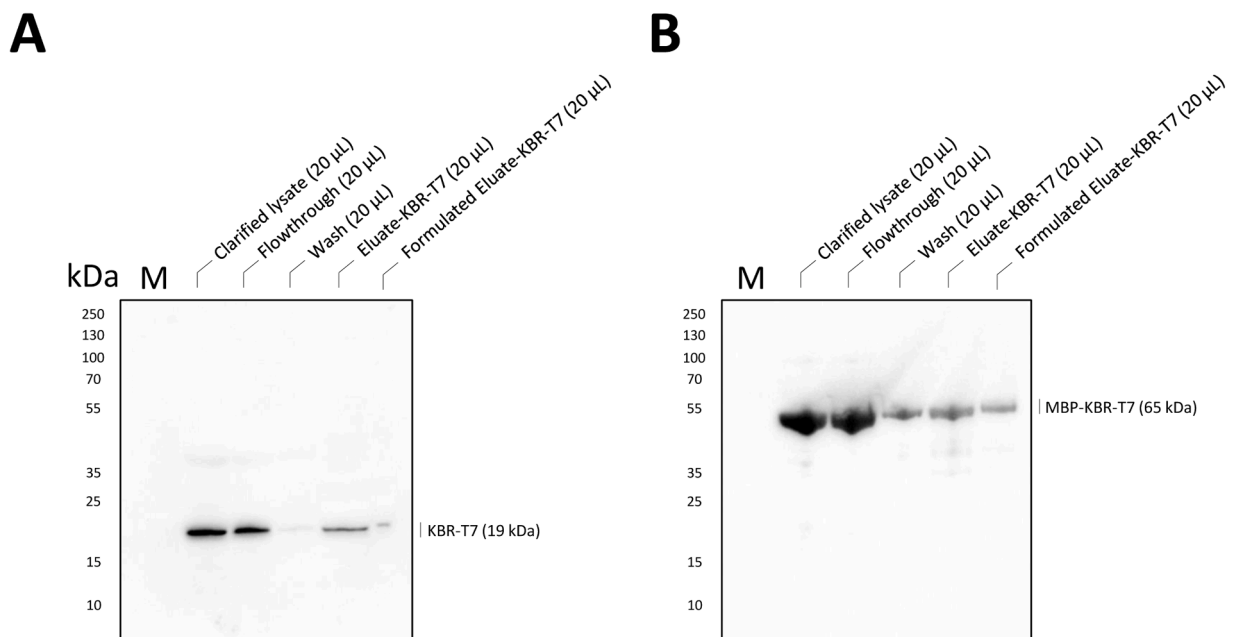 A
Clarified lysate (20 µL)
Flowthrough (20 µL)
Wash (20 µL)
Eluate-KBR-T7 (20 µL)
Formulated Eluate-KBR-T7 (20 µL)
kDa
M
250
130
100
70
55
35
25
15
10
KBR-T7 (19 kDa)
B
Clarified lysate (20 µL)
Flowthrough (20 µL)
Wash (20 µL)
Eluate-KBR-T7 (20 µL)
Formulated Eluate-KBR-T7 (20 µL)
M
250
130
100
70
55
35
25
15
10
MBP-KBR-T7 (65 kDa)